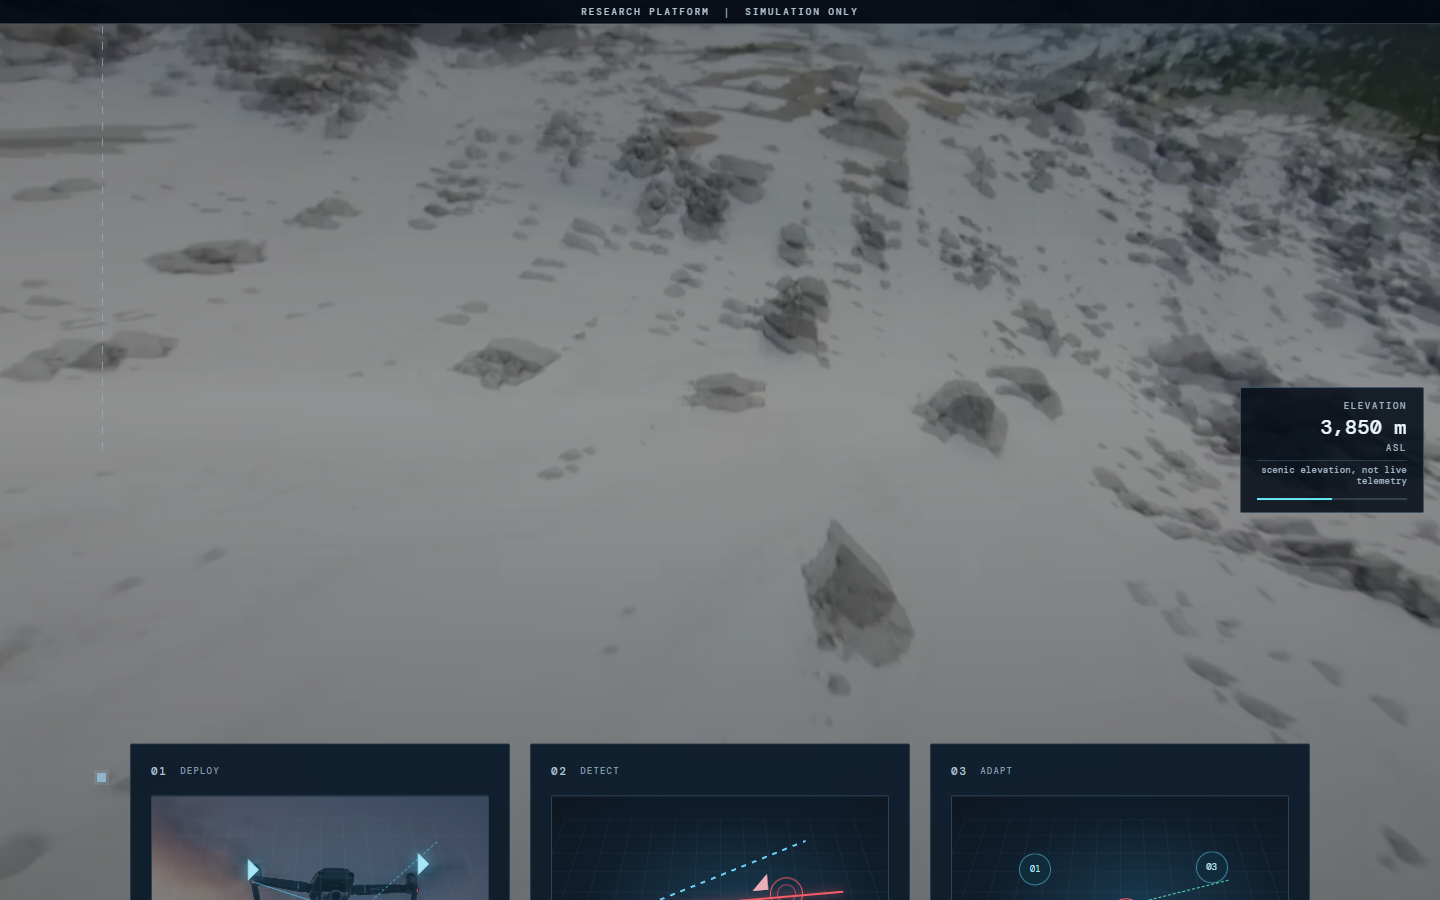 RESEARCH PLATFORM | SIMULATION ONLY
ELEVATION
3,850 m
ASL
scenic elevation, not live
telemetry
01 DEPLOY
02 DETECT
03 ADAPT
01
03